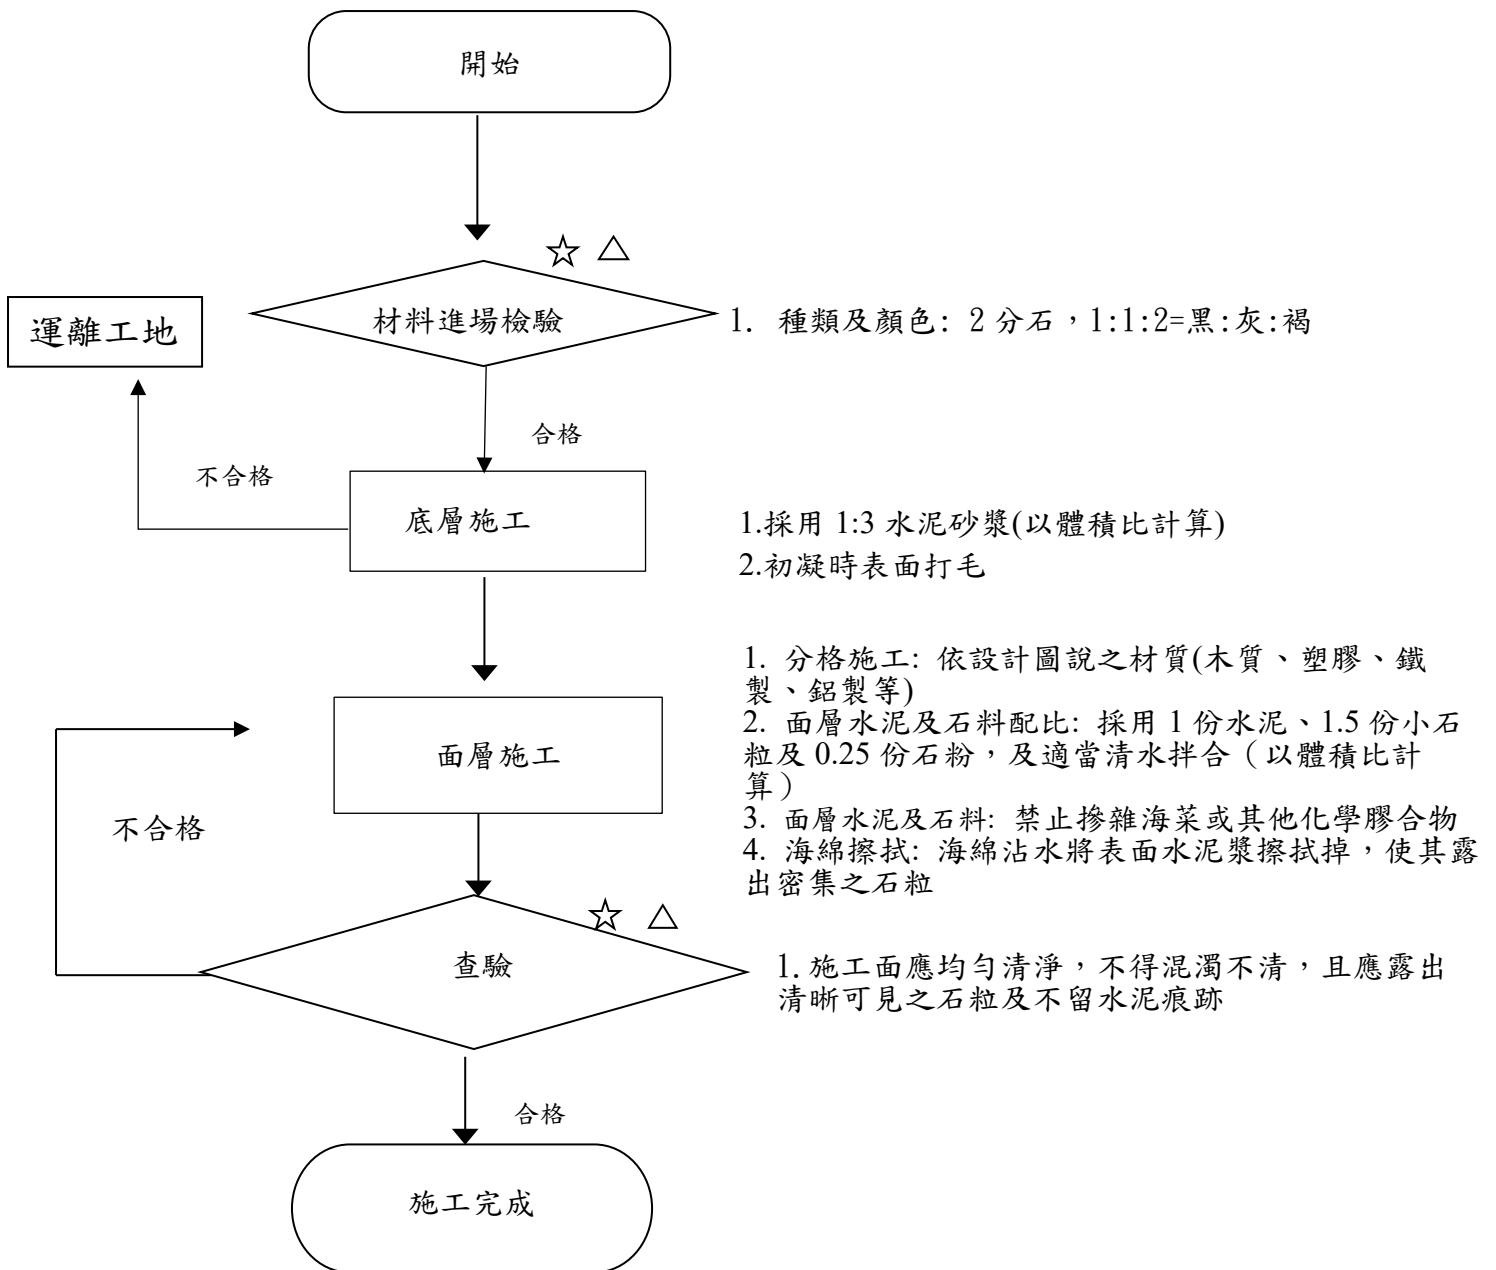 開始
☆ △
材料進場檢驗
1. 種類及顏色: 2 分石，1:1:2=黑:灰:褐
運離工地
合格
不合格
底層施工
1.採用 1:3 水泥砂漿(以體積比計算)
2.初凝時表面打毛
1. 分格施工: 依設計圖說之材質(木質、塑膠、鐵
製、鋁製等)
2. 面層水泥及石料配比: 採用 1 份水泥、1.5 份小石
粒及 0.25 份石粉，及適當清水拌合（以體積比計
算）
3. 面層水泥及石料: 禁止摻雜海菜或其他化學膠合物
4. 海綿擦拭: 海綿沾水將表面水泥漿擦拭掉，使其露
出密集之石粒
面層施工
不合格
☆ △
查驗
1. 施工面應均勻清淨，不得混濁不清，且應露出
清晰可見之石粒及不留水泥痕跡
合格
施工完成